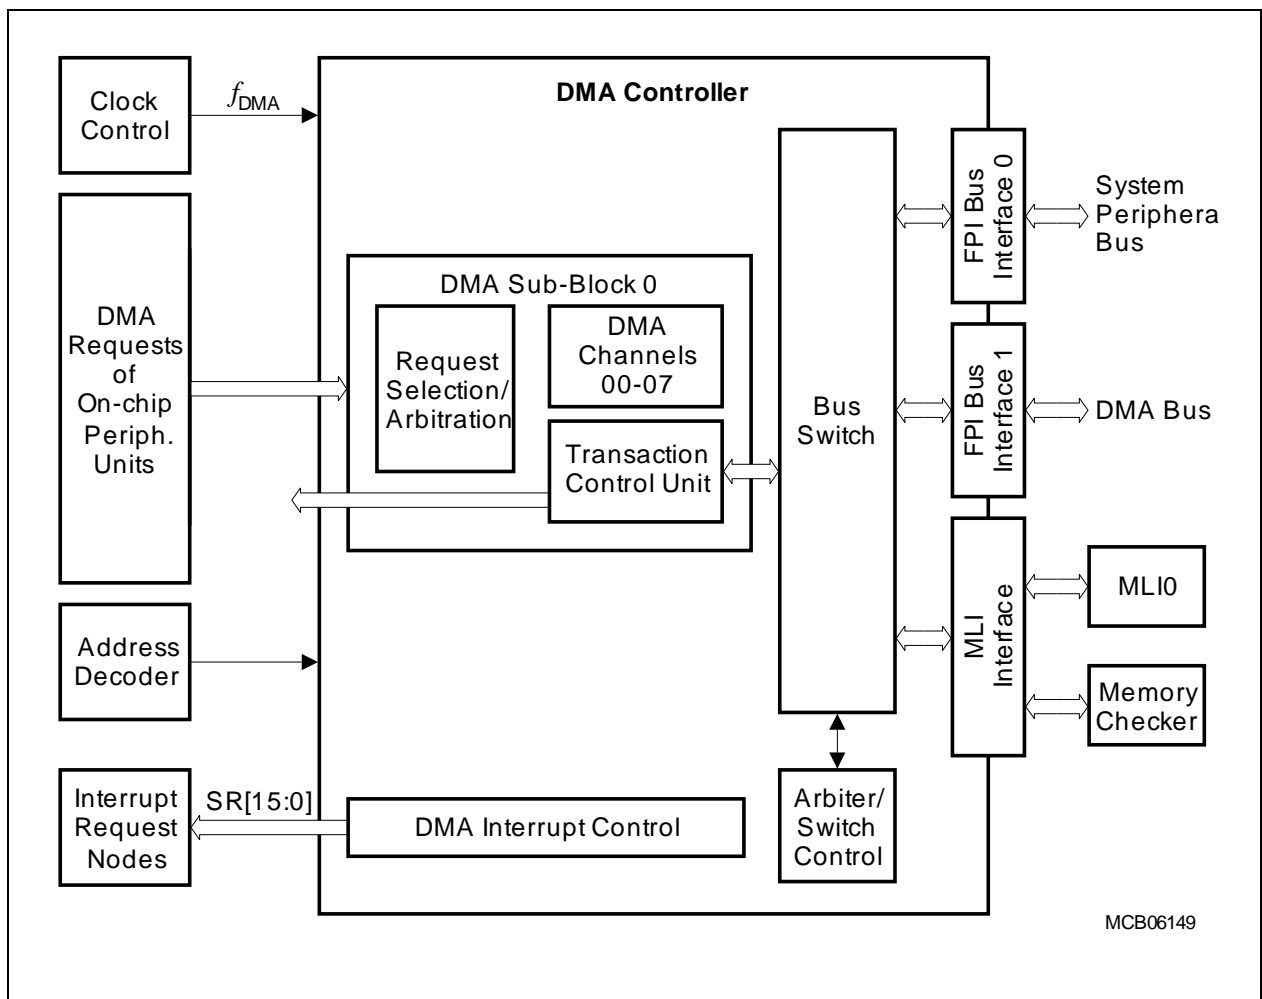 Clock
Control
fDMA
DMA Controller
FPI Bus
Interface 0
System
Periphera
Bus
DMA
Requests
of
On-chip
Periph.
Units
DMA Sub-Block 0
Request
Selection/
Arbitration
DMA
Channels
00-07
Transaction
Control Unit
Bus
Switch
FPI Bus
Interface 1
DMA Bus
MLI
Interface
MLI0
Memory
Checker
Address
Decoder
Interrupt
Request
Nodes
SR[15:0]
DMA Interrupt Control
Arbiter/
Switch
Control
MCB06149